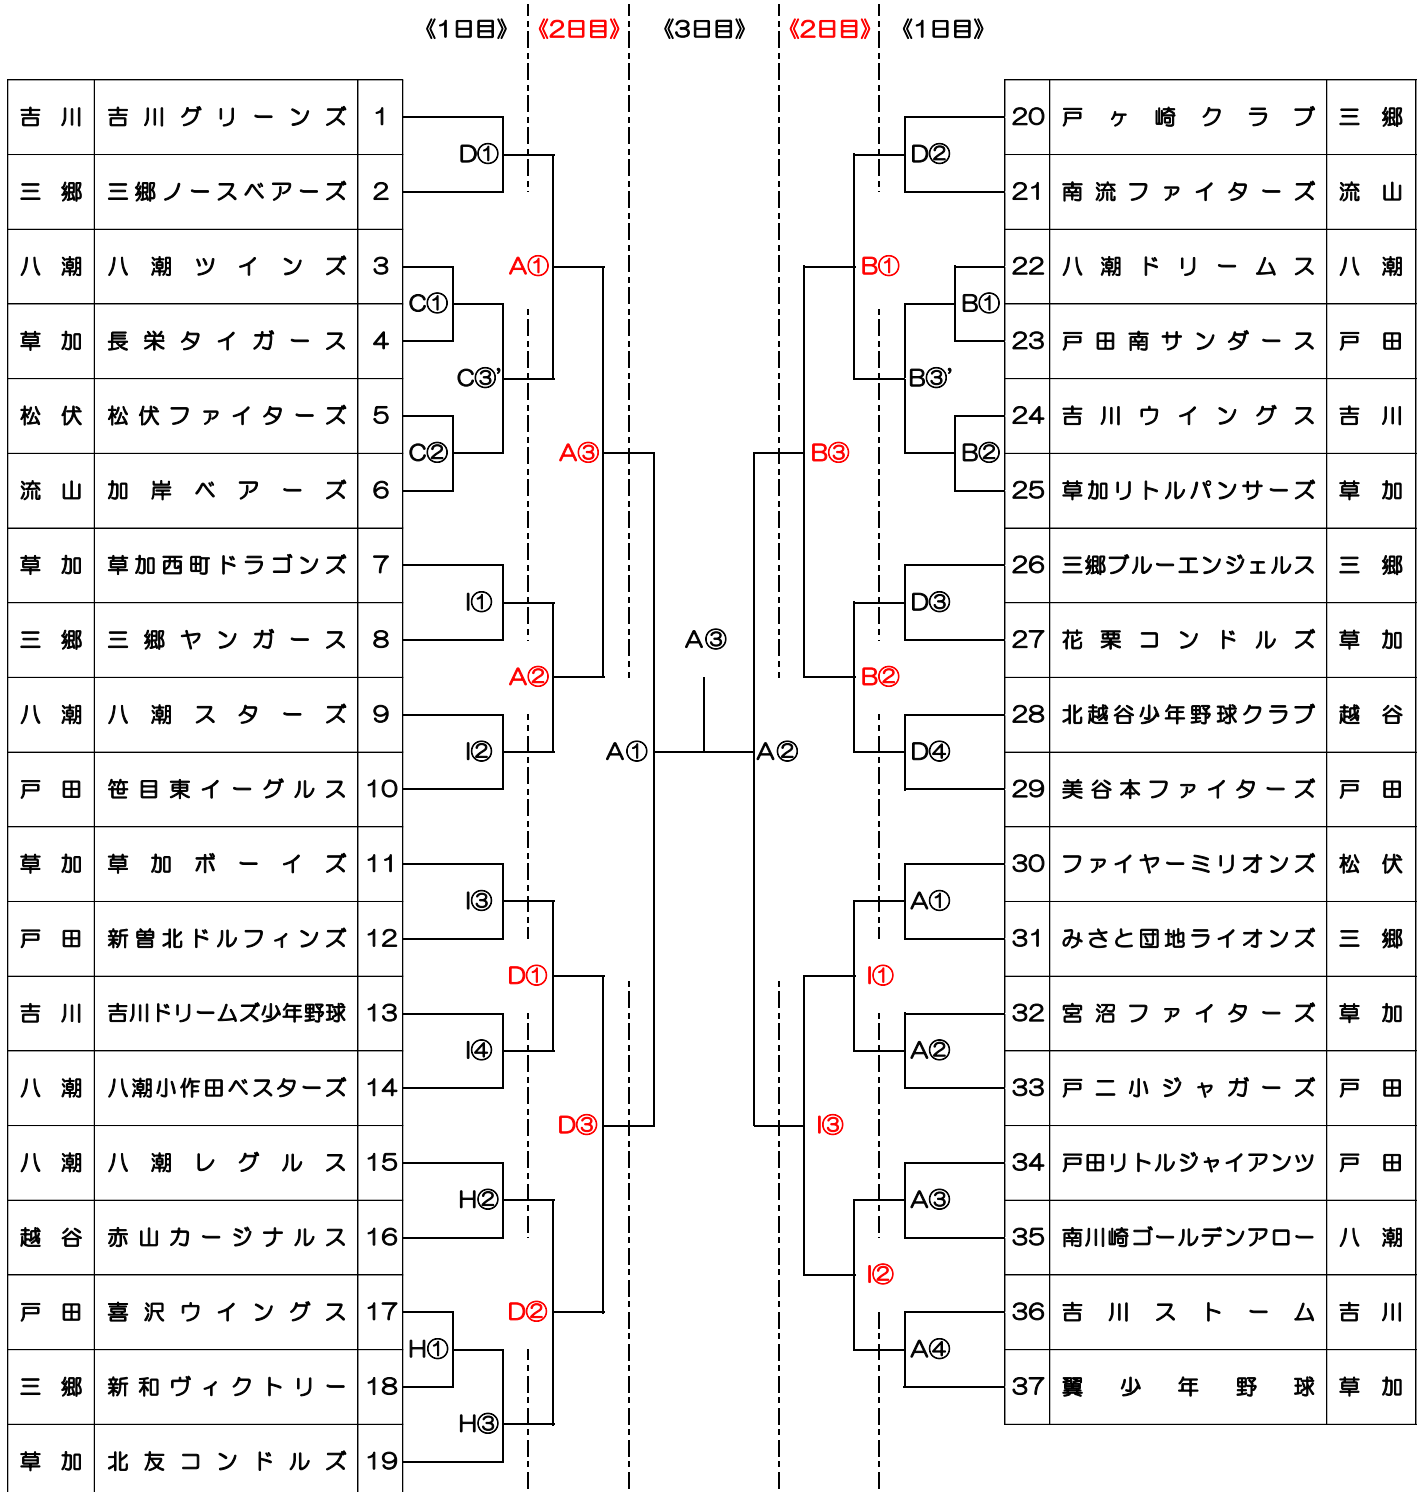 《1日目》 《2日目》 《3日目》 《2日目》 《1日目》
吉川 吉川グリーンズ 1
D①
三郷 三郷ノースベアーズ 2
八潮 八潮ツインズ 3
A①
C①
草加 長栄タイガース 4
C③’
松伏 松伏ファイターズ 5
C②
A③
流山 加岸ベアーズ 6
草加 草加西町ドラゴンズ 7
I①
三郷 三郷ヤンガース 8
A②
八潮 八潮スターズ 9
I②
戸田 笹目東イーグルス 10
草加 草加ボーイズ 11
I③
戸田 新曽北ドルフィンズ 12
D①
吉川 吉川ドリームズ少年野球 13
I④
八潮 八潮小作田ベスターズ 14
D③
八潮 八潮レグルス 15
H②
越谷 赤山カージナルス 16
戸田 喜沢ウイングス 17
D②
H①
三郷 新和ヴィクトリー 18
H③
草加 北友コンドルズ 19
A③
A①
A②
20 戸ヶ崎クラブ 三郷
D②
21 南流ファイターズ 流山
B①
22 八潮ドリームス 八潮
B①
23 戸田南サンダース 戸田
B③’
24 吉川ウイングス 吉川
B③
B②
25 草加リトルパンサーズ 草加
26 三郷ブルーエンジェルス 三郷
D③
27 花栗コンドルズ 草加
B②
28 北越谷少年野球クラブ 越谷
D④
29 美谷本ファイターズ 戸田
30 ファイヤーミリオンズ 松伏
A①
31 みさと団地ライオンズ 三郷
I①
32 宮沼ファイターズ 草加
A②
33 戸二小ジャガーズ 戸田
I③
34 戸田リトルジャイアンツ 戸田
A③
35 南川崎ゴールデンアロー 八潮
I②
36 吉川ストーム 吉川
A④
37 翼少年野球 草加